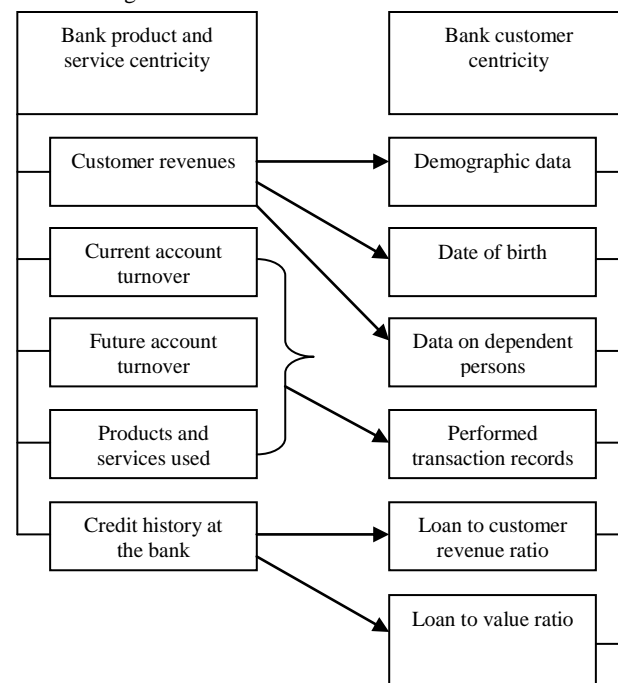 Bank product and
service centricity
Bank customer
centricity
Customer revenues
Demographic data
Current account
turnover
Date of birth
Future account
turnover
Data on dependent
persons
Products and
services used
Performed
transaction records
Credit history at
the bank
Loan to customer
revenue ratio
Loan to value ratio